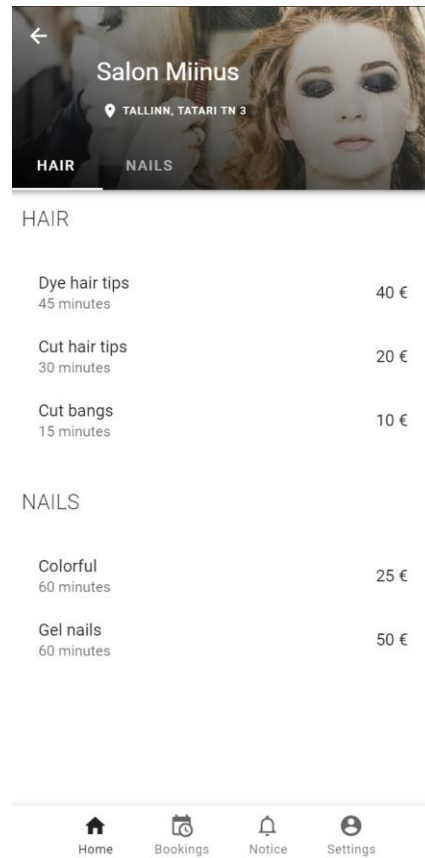 Salon Miinus
TALLINN, TATARI TN 3
HAIR NAILS
HAIR
Dye hair tips
45 minutes
40 €
Cut hair tips
30 minutes
20 €
Cut bangs
15 minutes
10 €
NAILS
Colorful
60 minutes
25 €
Gel nails
60 minutes
50 €
Home Bookings Notice Settings